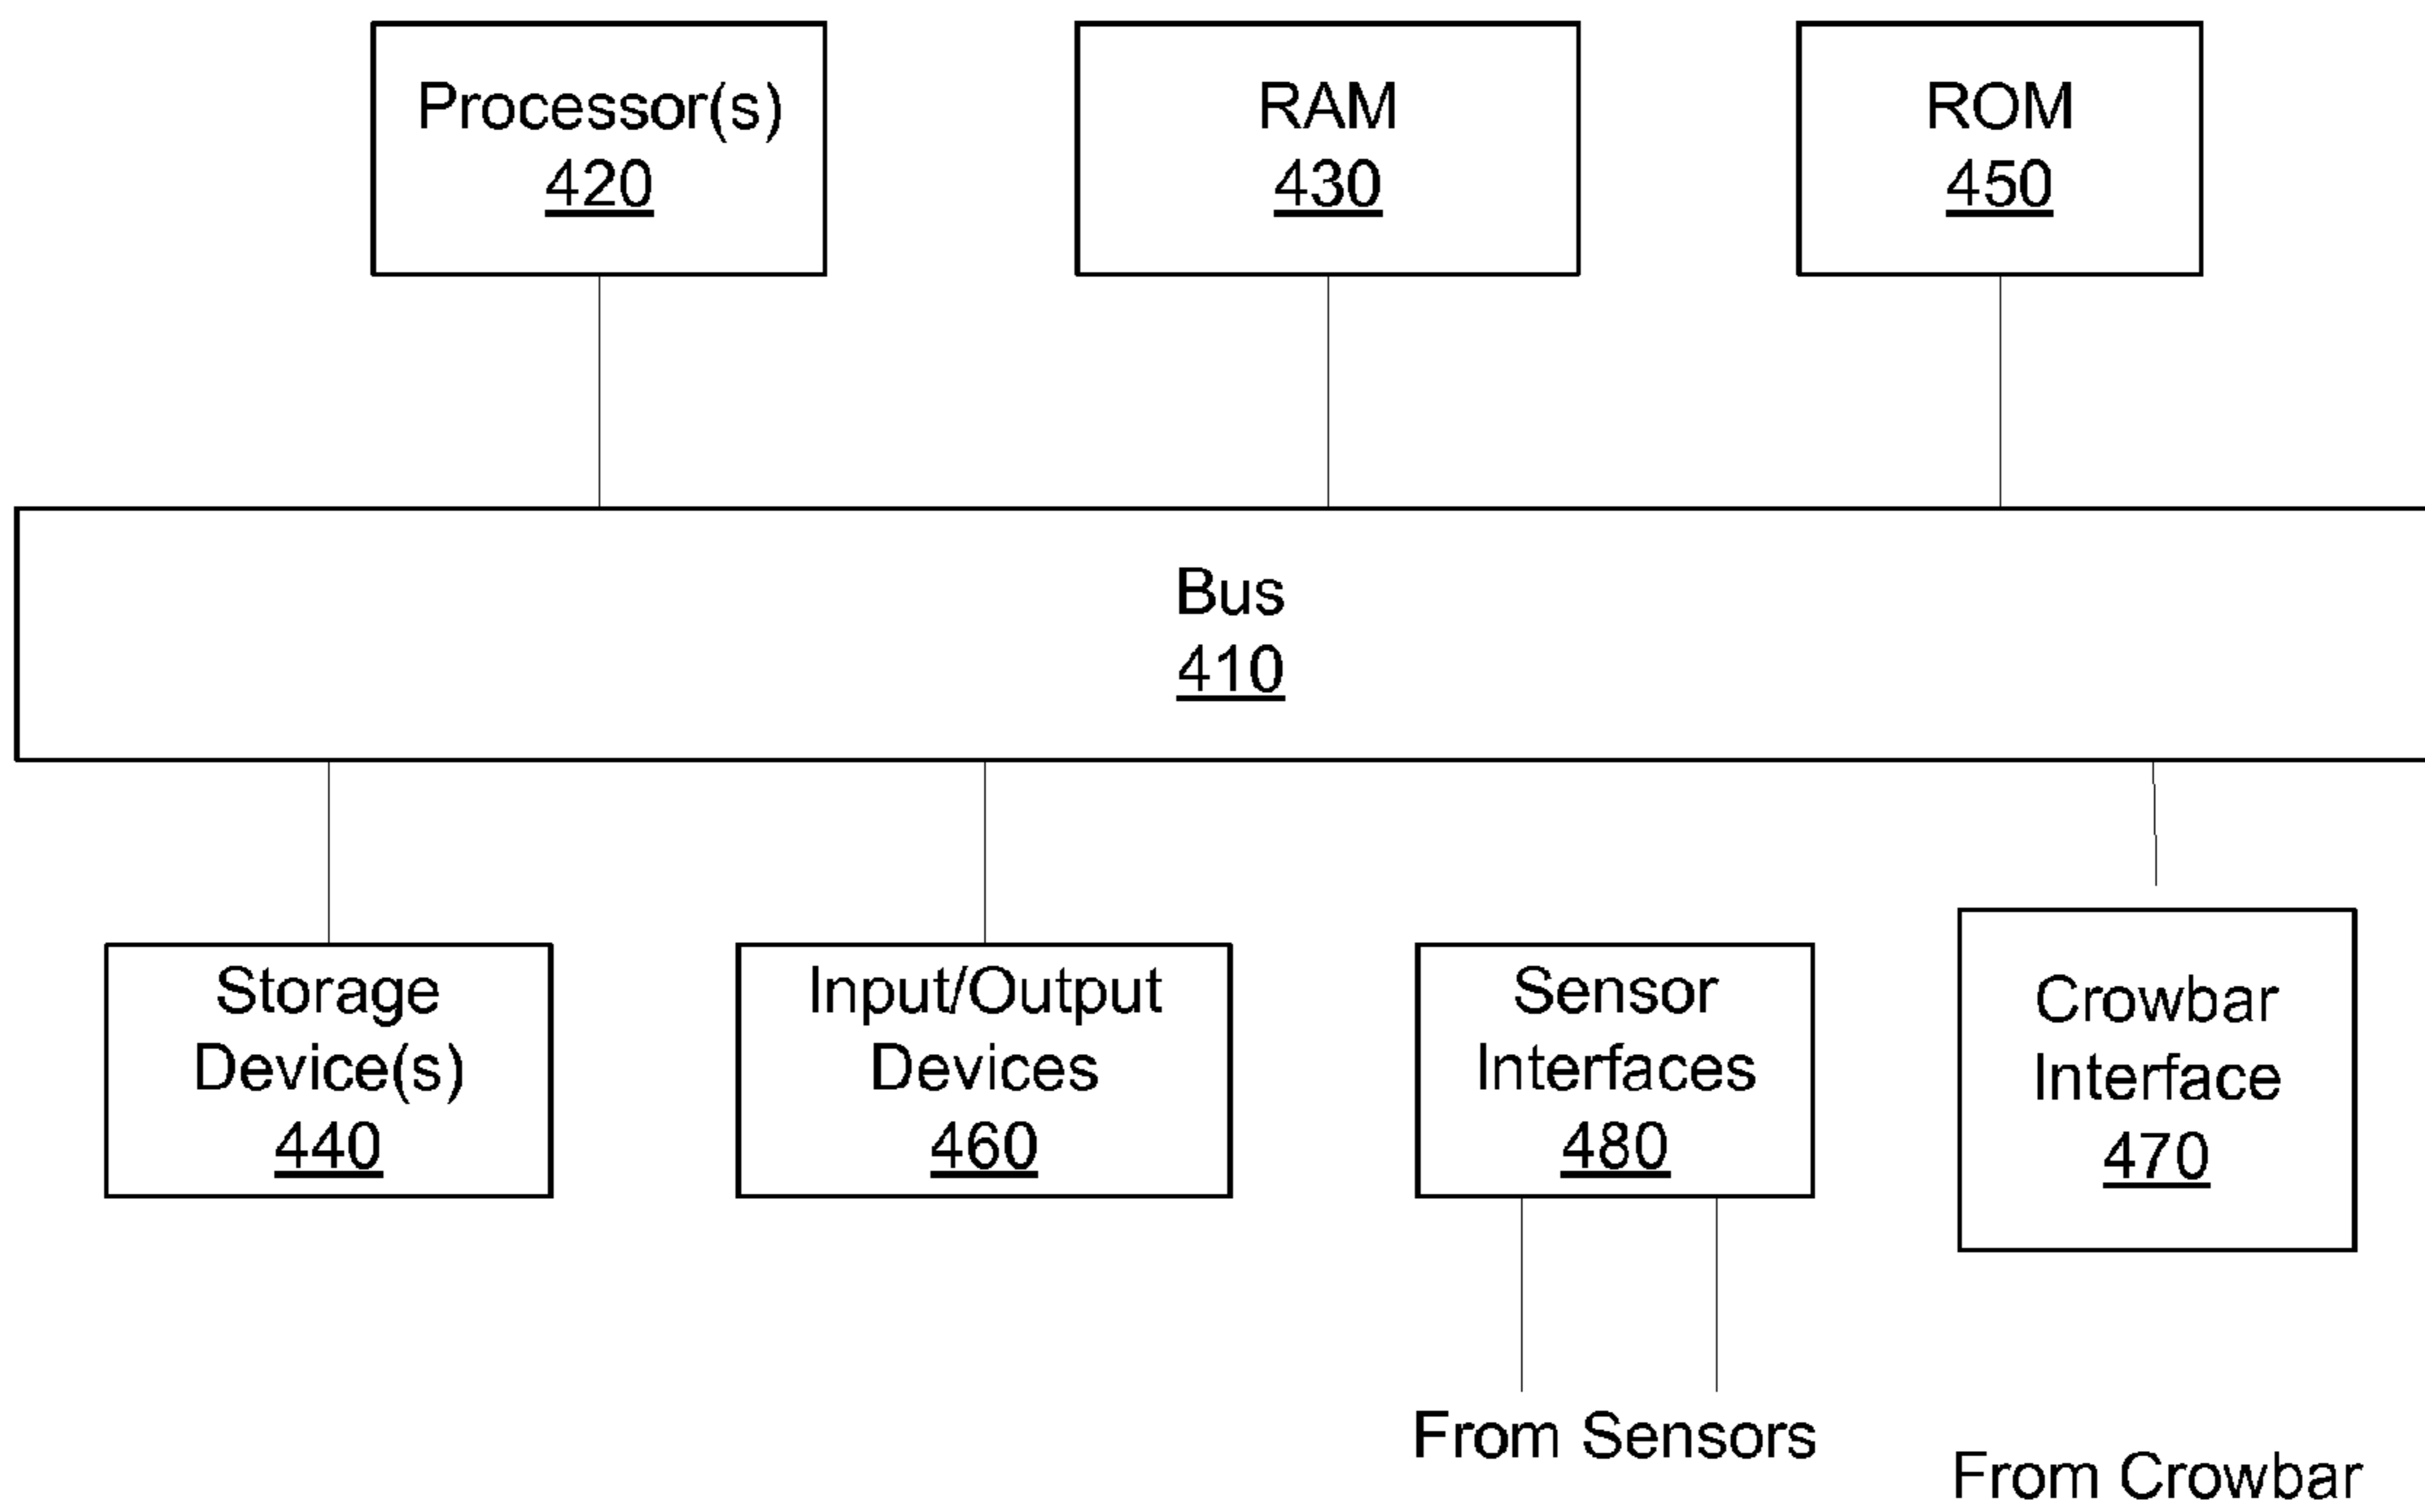 Processor(s)
420
RAM
430
ROM
450
Bus
410
Storage
Device(s)
440
Input/Output
Devices
460
Sensor
Interfaces
480
Crowbar
Interface
470
From Sensors
From Crowbar